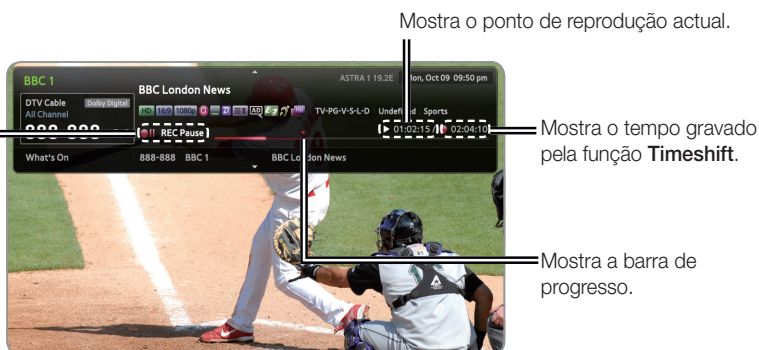 Mostra o ponto de reprodução actual.
BBC 1
ASTRA 1 19.2E
Mon, Oct 09 09:50 pm
BBC London News
DTV Cable
Dolby Digital
All Channel
HD 16:9 1080p G D AD HD TV-PG-V-S-L-D Undefined Sports
888-888
REC Pause
▶ 01:02:15 / 02:04:10
What's On 888-888 BBC 1 BBC London News
Mostra o tempo gravado
pela função Timeshift.
Mostra a barra de
progresso.